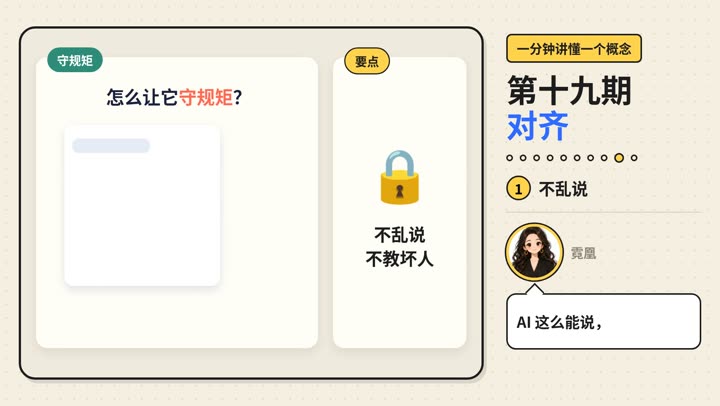 守规矩
怎么让它守规矩?
要点
不乱说
不教坏人
一分钟讲懂一个概念
第十九期
对齐
1 不乱说
霓凰
AI 这么能说，